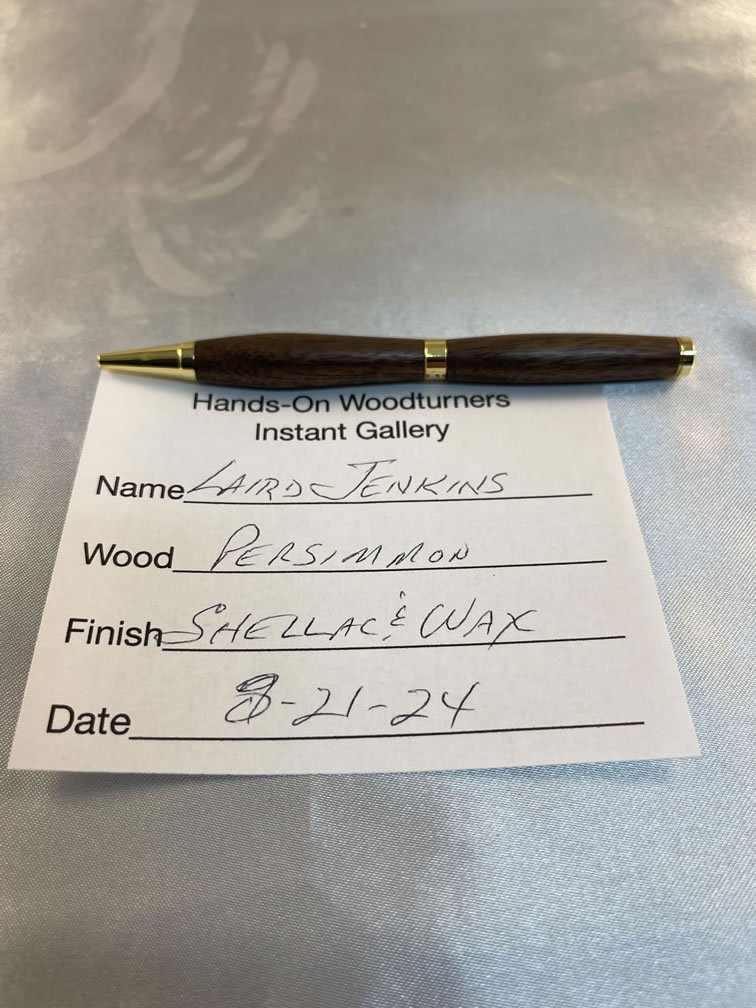 Hands-On Woodturners
Instant Gallery
Name LAIRD JENKINS
Wood PERSIMMON
Finish SHELLAC & WAX
Date 8-21-24